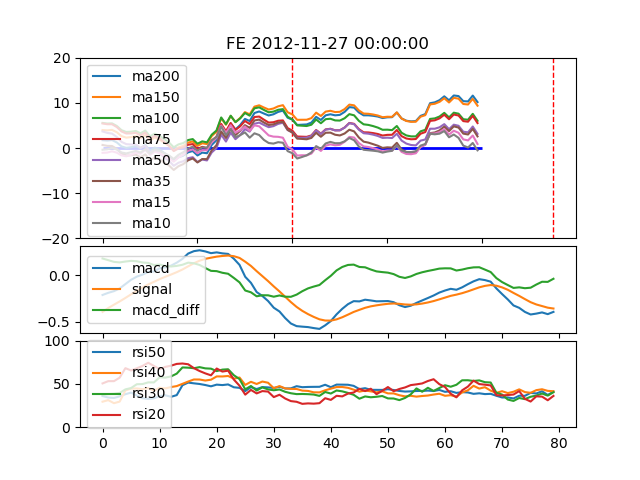 FE 2012-11-27 00:00:00
20
10
0
−10
−20
ma200
ma150
ma100
ma75
ma50
ma35
ma15
ma10
0.0
−0.5
macd
signal
macd_diff
100
50
0
rsi50
rsi40
rsi30
rsi20
0 10 20 30 40 50 60 70 80